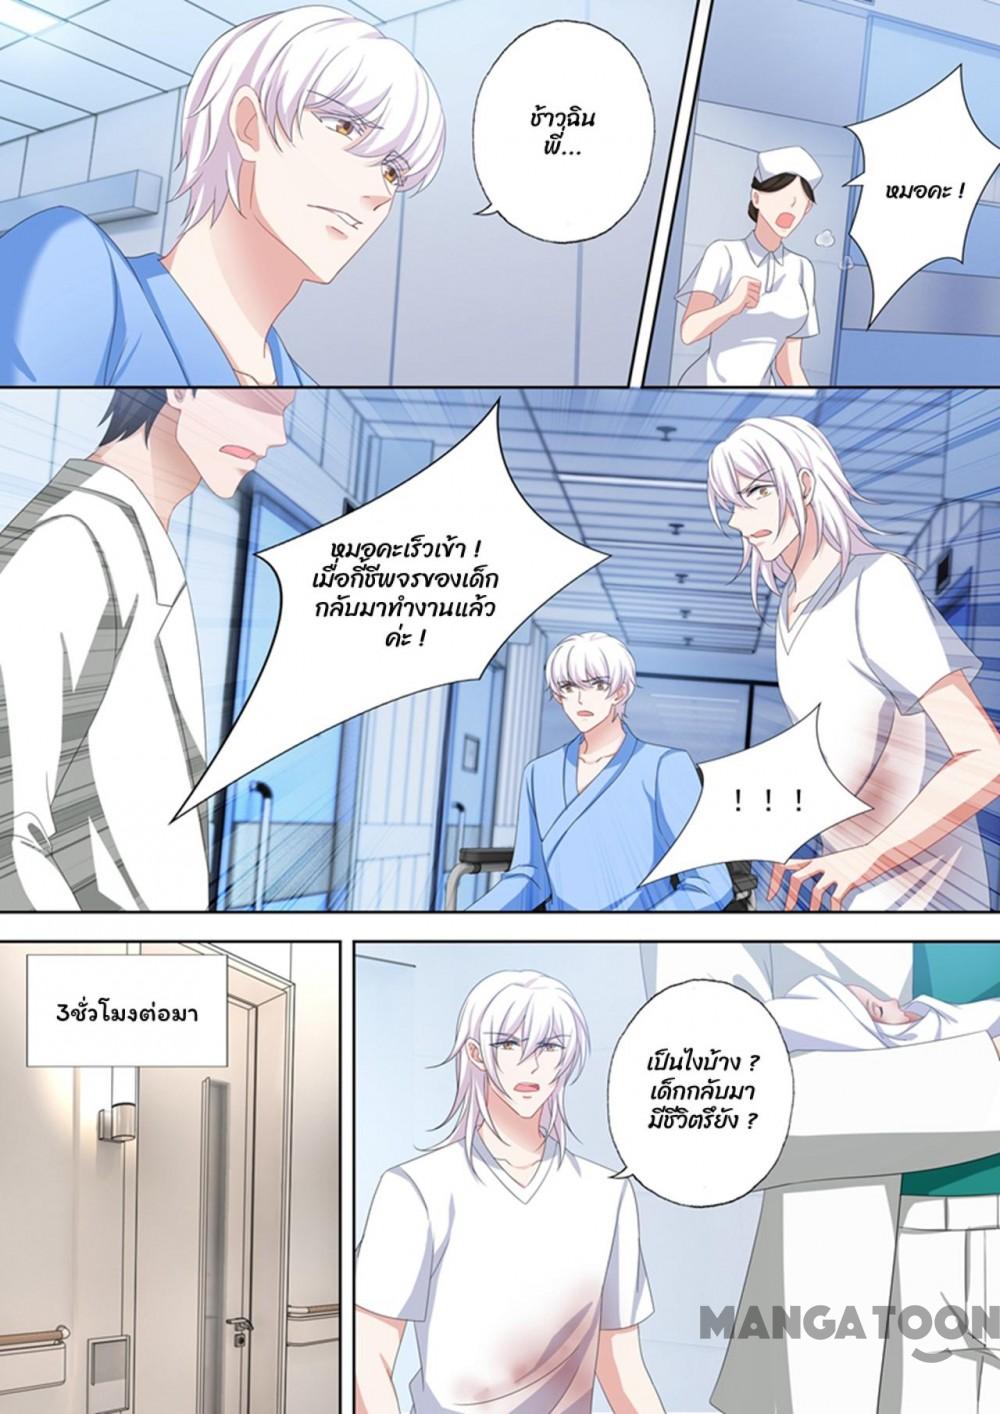 ช้าวฉิน
พี่...
หมอคะ !
หมอคะเร็วเข้า !
เมื่อกี้ชีพจรของเด็ก
กลับมาทำงานแล้ว
ค่ะ !
! ! !
3ชั่วโมงต่อมา
เป็นไงบ้าง ?
เด็กกลับมา
มีชีวิตรึยัง ?
MANGATOON